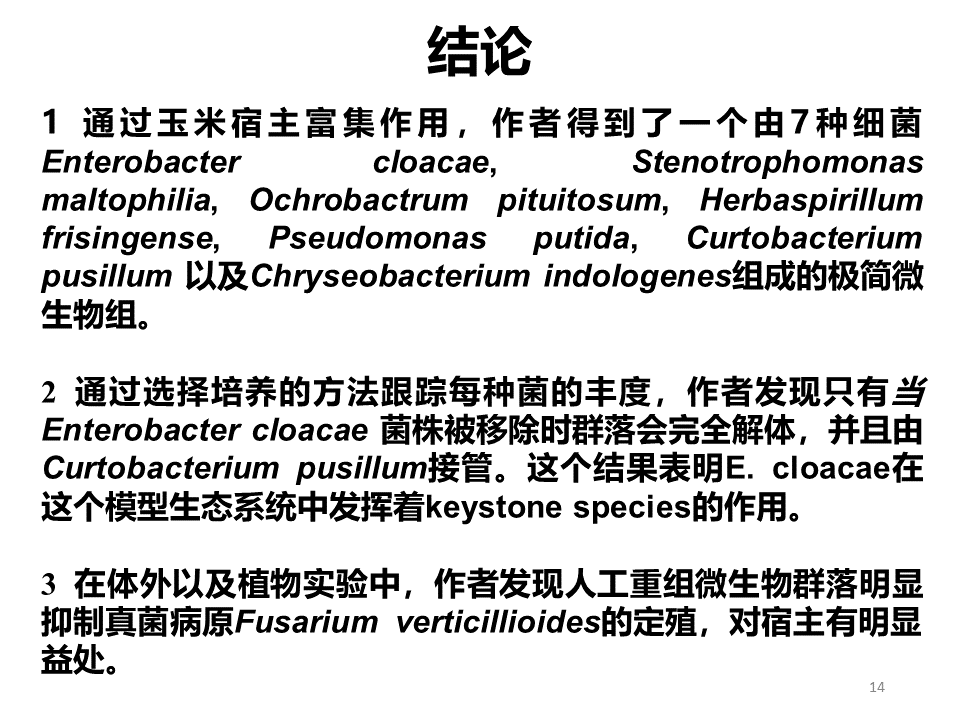 结论
1 通过玉米宿主富集作用，作者得到了一个由7种细菌
Enterobacter cloacae, Stenotrophomonas
maltophilia, Ochrobactrum pituitosum, Herbaspirillum
frisingense, Pseudomonas putida, Curtobacterium
pusillum 以及Chryseobacterium indologenes组成的极简微
生物组。
2 通过选择培养的方法跟踪每种菌的丰度，作者发现只有当
Enterobacter cloacae 菌株被移除时群落会完全解体，并且由
Curtobacterium pusillum接管。这个结果表明E. cloacae在
这个模型生态系统中发挥着keystone species的作用。
3 在体外以及植物实验中，作者发现人工重组微生物群落明显
抑制真菌病原Fusarium verticillioides的定殖，对宿主有明显
益处。
14